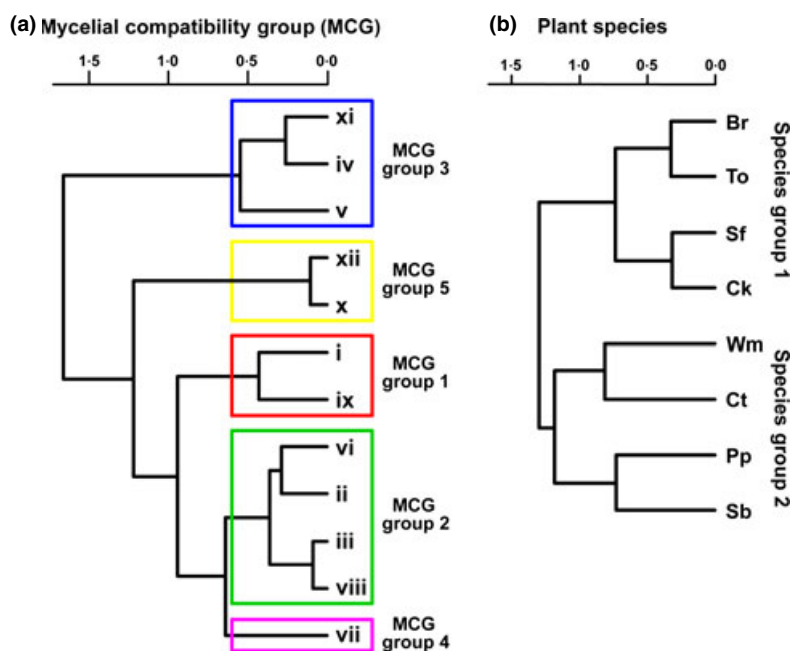 (a) Mycelial compatibility group (MCG)
1·5 1·0 0·5 0·0
xi
iv
v
MCG
group 3
xii
x
MCG
group 5
i
ix
MCG
group 1
vi
ii
iii
viii
MCG
group 2
vii
MCG
group 4
(b) Plant species
1·5 1·0 0·5 0·0
Br
To
Sf
Ck
Species group 1
Wm
Ct
Pp
Sb
Species group 2